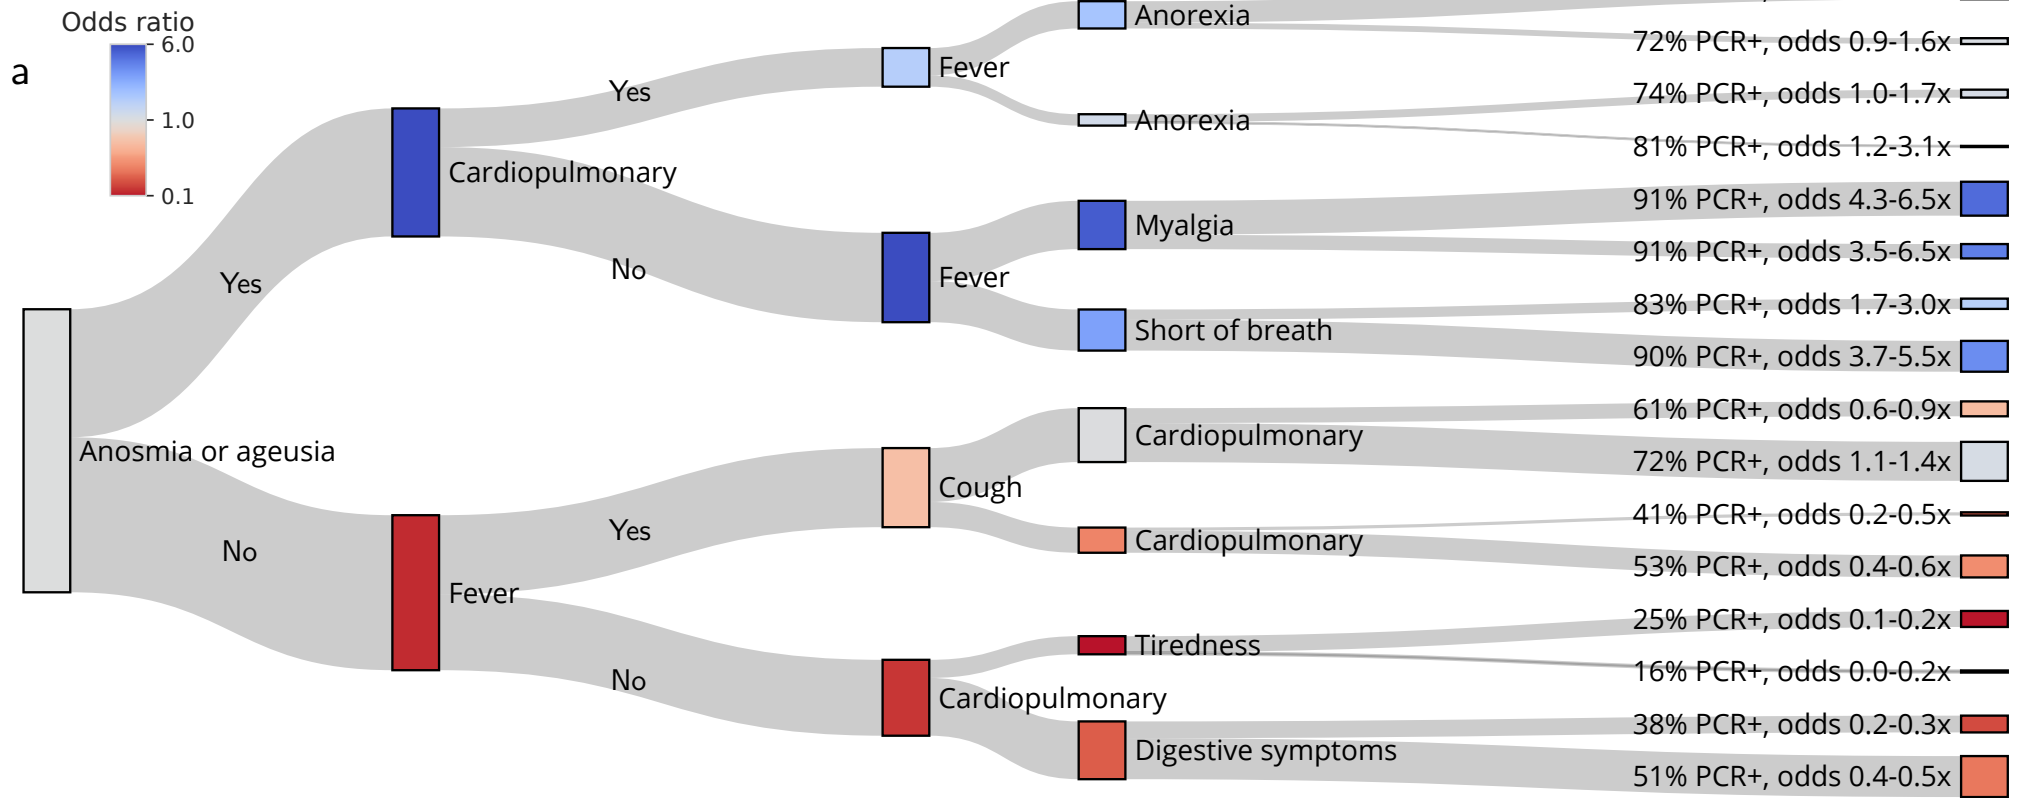 Odds ratio
6.0
1.0
0.1
a
Anosmia or ageusia
Yes
No
Cardiopulmonary
Fever
Yes
No
Yes
No
Fever
Fever
Cough
Cardiopulmonary
Anorexia
Anorexia
Myalgia
Short of breath
Cardiopulmonary
Cardiopulmonary
Tiredness
Digestive symptoms
72% PCR+, odds 0.9-1.6x
74% PCR+, odds 1.0-1.7x
81% PCR+, odds 1.2-3.1x
91% PCR+, odds 4.3-6.5x
91% PCR+, odds 3.5-6.5x
83% PCR+, odds 1.7-3.0x
90% PCR+, odds 3.7-5.5x
61% PCR+, odds 0.6-0.9x
72% PCR+, odds 1.1-1.4x
41% PCR+, odds 0.2-0.5x
53% PCR+, odds 0.4-0.6x
25% PCR+, odds 0.1-0.2x
16% PCR+, odds 0.0-0.2x
38% PCR+, odds 0.2-0.3x
51% PCR+, odds 0.4-0.5x